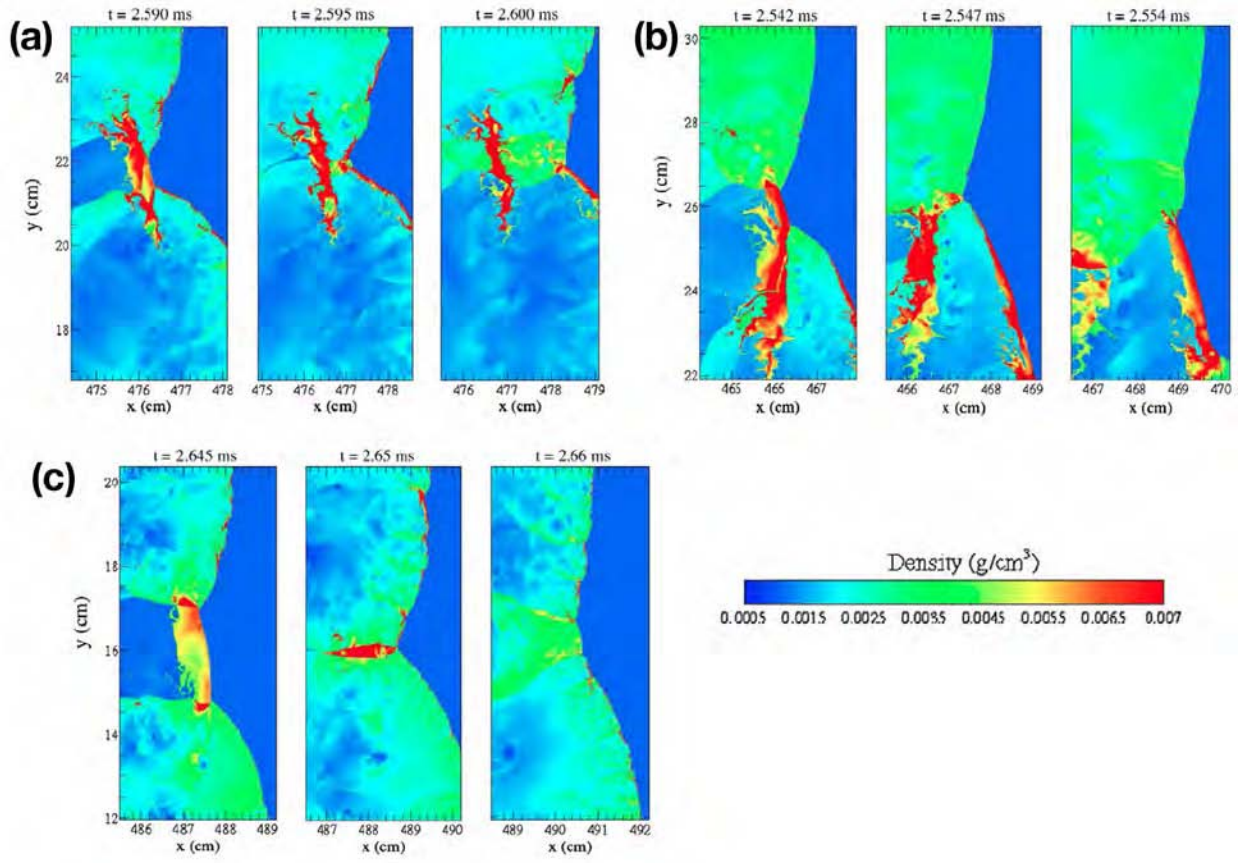 (a)
t = 2.590 ms t = 2.595 ms t = 2.600 ms
24
22
20
18
y (cm)
475 476 477 478
475 476 477 478
476 477 478 479
x (cm) x (cm) x (cm)
(b)
t = 2.542 ms t = 2.547 ms t = 2.554 ms
30
28
26
24
22
y (cm)
465 465 467
466 467 468 469
467 468 469 470
x (cm) x (cm) x (cm)
(c)
t = 2.645 ms t = 2.65 ms t = 2.66 ms
20
18
16
14
12
y (cm)
486 487 488 489
487 488 489 490
489 490 491 492
x (cm) x (cm) x (cm)
Density (g/cm³)
0.0005 0.0015 0.0025 0.0035 0.0045 0.0055 0.0065 0.007